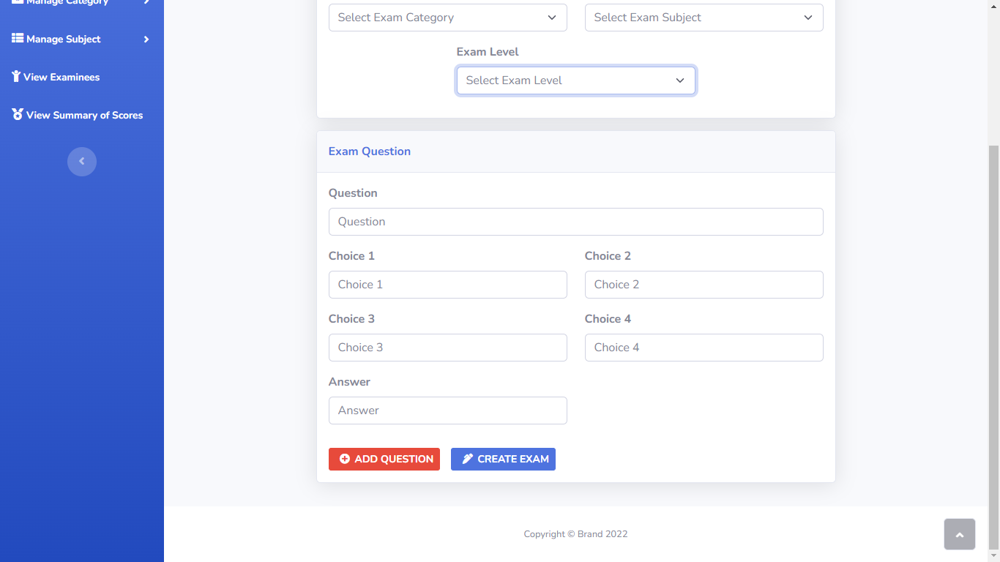 Manage Category
Manage Subject
View Examinees
View Summary of Scores
Select Exam Category
Select Exam Subject
Exam Level
Select Exam Level
Exam Question
Question
Question
Choice 1
Choice 2
Choice 1
Choice 2
Choice 3
Choice 4
Choice 3
Choice 4
Answer
Answer
ADD QUESTION
CREATE EXAM
Copyright © Brand 2022